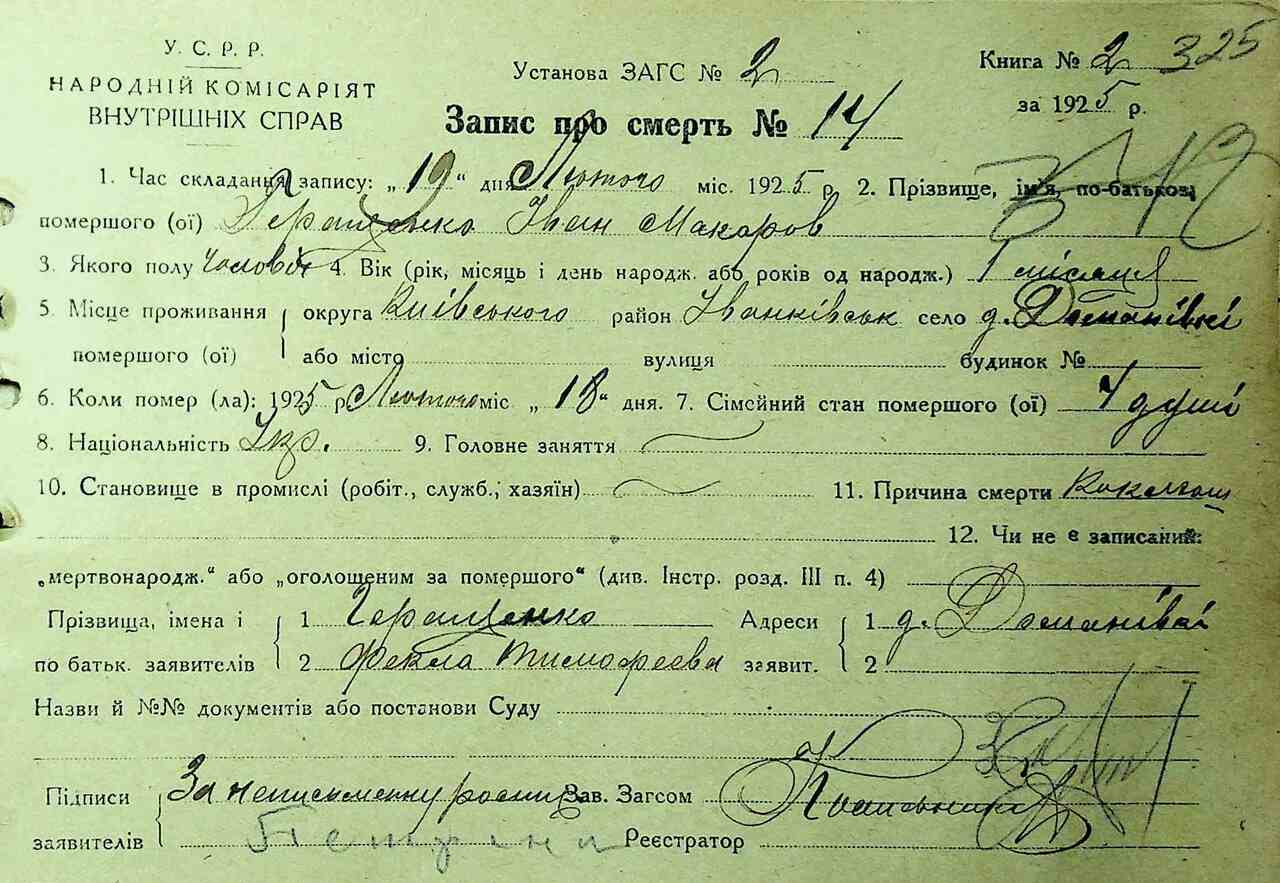 У. С. Р. Р.
НАРОДНІЙ КОМІСАРІЯТ
ВНУТРІШНІХ СПРАВ
Установа ЗАГС № 2
Книга № 2 325
за 1925 р.
Запис про смерть № 14
1. Час складання запису: „19“ дня Лютого міс. 1925 р. 2. Прізвище, ім'я, по-батькові
помершого (ої) Геращенко Іван Макаров
3. Якого полу 4. Вік (рік, місяць і день народж. або років од народж.) 1 місяця
5. Місце проживання округа Київського район Іванківськ село д. Доманівкі
помершого (ої) або місто вулиця будинок №
6. Коли помер (ла): 1925 р Лютого міс „18“ дня. 7. Сімейний стан помершого (ої) 4 душі
8. Національність Укр. 9. Головне заняття
10. Становище в промислі (робіт., служб., хазяїн) 11. Причина смерти Коклюш
12. Чи не є записаний:
„мертвонародж.“ або „оголошеним за помершого“ (див. Інстр. розд. III п. 4)
Прізвища, імена і 1 Геращенко Адреси 1 д.
по батьк. заявителів 2 Фекла Тимофеева заявит. 2
Назви й №№ документів або постанови Суду
Підписи За неписьменну Зав. Загсом
заявителів Реєстратор